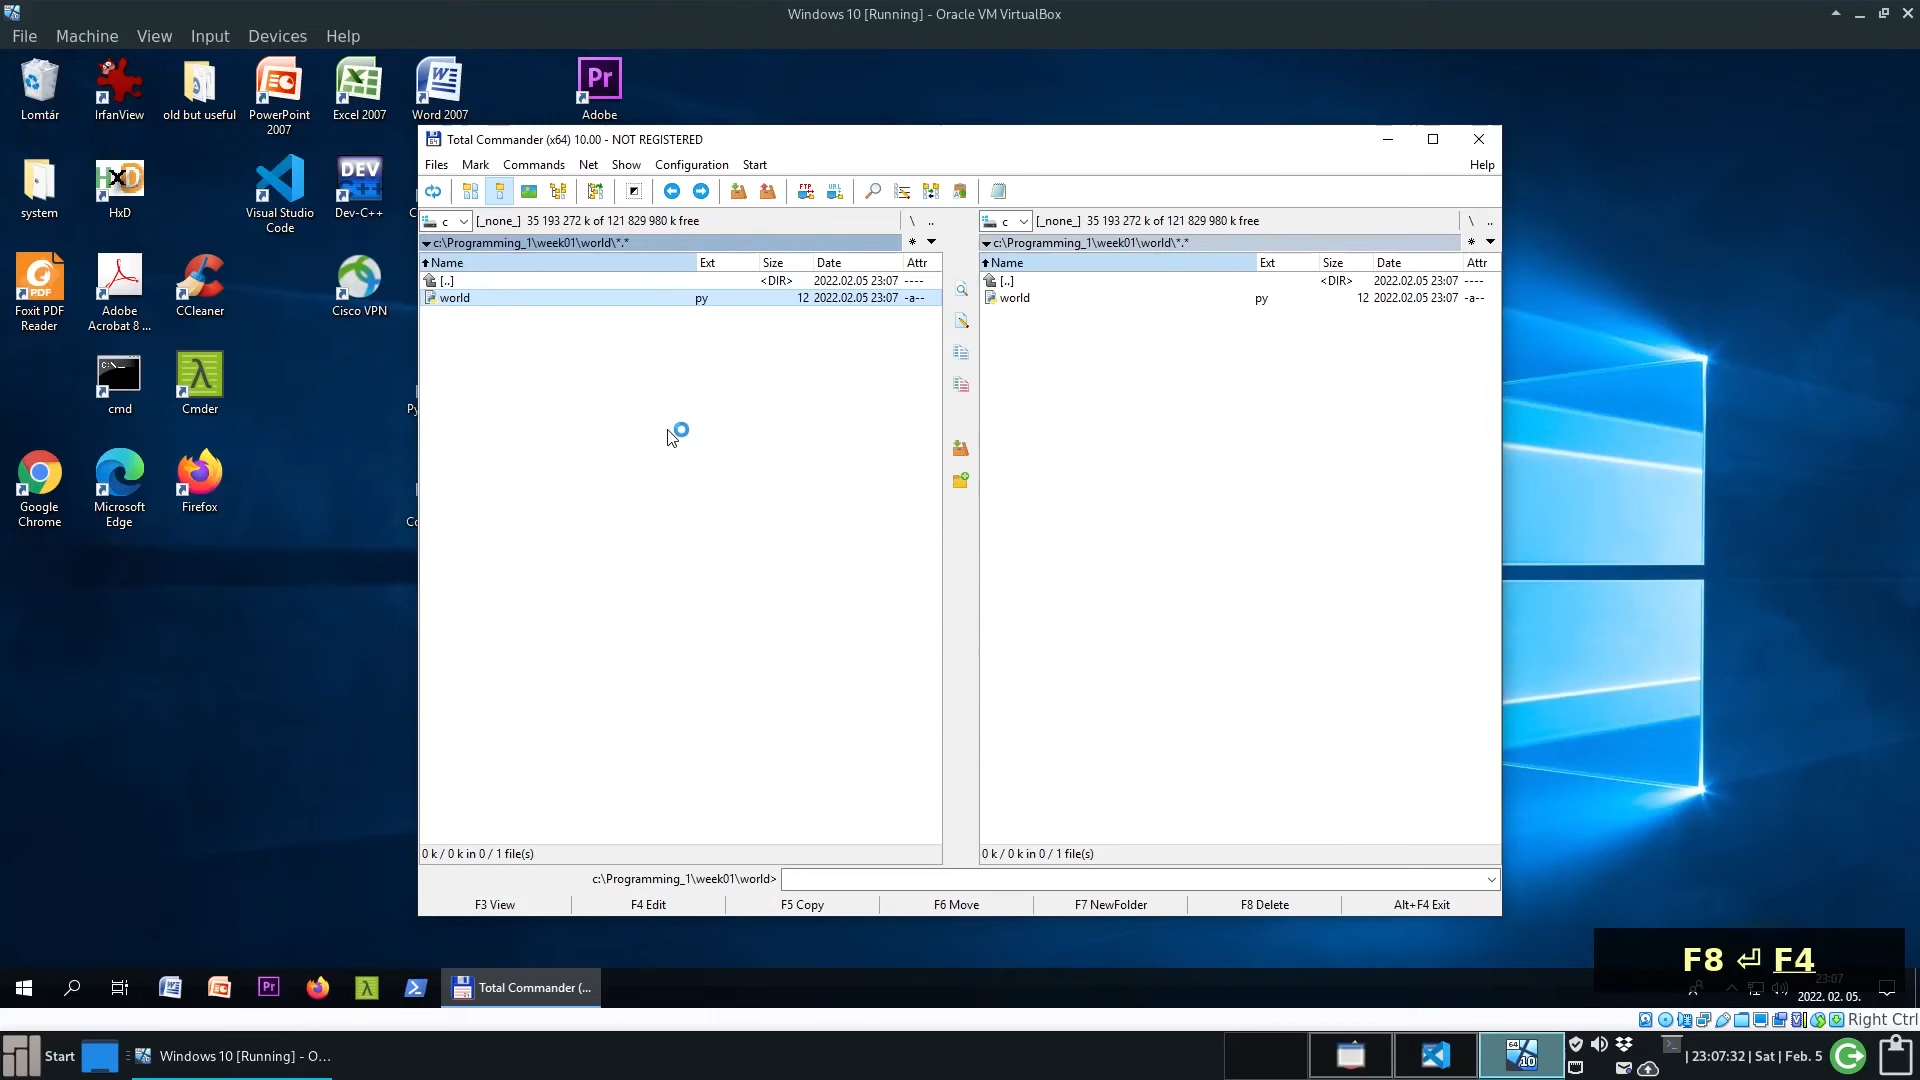 Windows 10 [Running] - Oracle VM VirtualBox
File Machine View Input Devices Help
Lomtár
IrfanView
old but useful
PowerPoint
2007
Excel 2007
Word 2007
Pr
Adobe
system
HxD
HxD
Visual Studio
Code
DEV
Dev-C++
Foxit PDF
Reader
Adobe
Acrobat 8 ...
CCleaner
Cisco VPN
cmd
Cmder
Google
Chrome
Microsoft
Edge
Firefox
Total Commander (x64) 10.00 - NOT REGISTERED
Files Mark Commands Net Show Configuration Start Help
FTP URL
c [_none_] 35 193 272 k of 121 829 980 k free \ ..
c:\Programming_1\week01\world\*.* *
Name Ext Size Date Attr
[..] <DIR> 2022.02.05 23:07 ----
world py 12 2022.02.05 23:07 -a--
0 k / 0 k in 0 / 1 file(s)
c [_none_] 35 193 272 k of 121 829 980 k free \ ..
c:\Programming_1\week01\world\*.* *
Name Ext Size Date Attr
[..] <DIR> 2022.02.05 23:07 ----
world py 12 2022.02.05 23:07 -a--
0 k / 0 k in 0 / 1 file(s)
c:\Programming_1\week01\world>
F3 View F4 Edit F5 Copy F6 Move F7 NewFolder F8 Delete Alt+F4 Exit
F8 ⏎ F4
Total Commander (...
23:07
2022. 02. 05.
Right Ctrl
Start Windows 10 [Running] - O... | 23:07:32 | Sat | Feb. 5